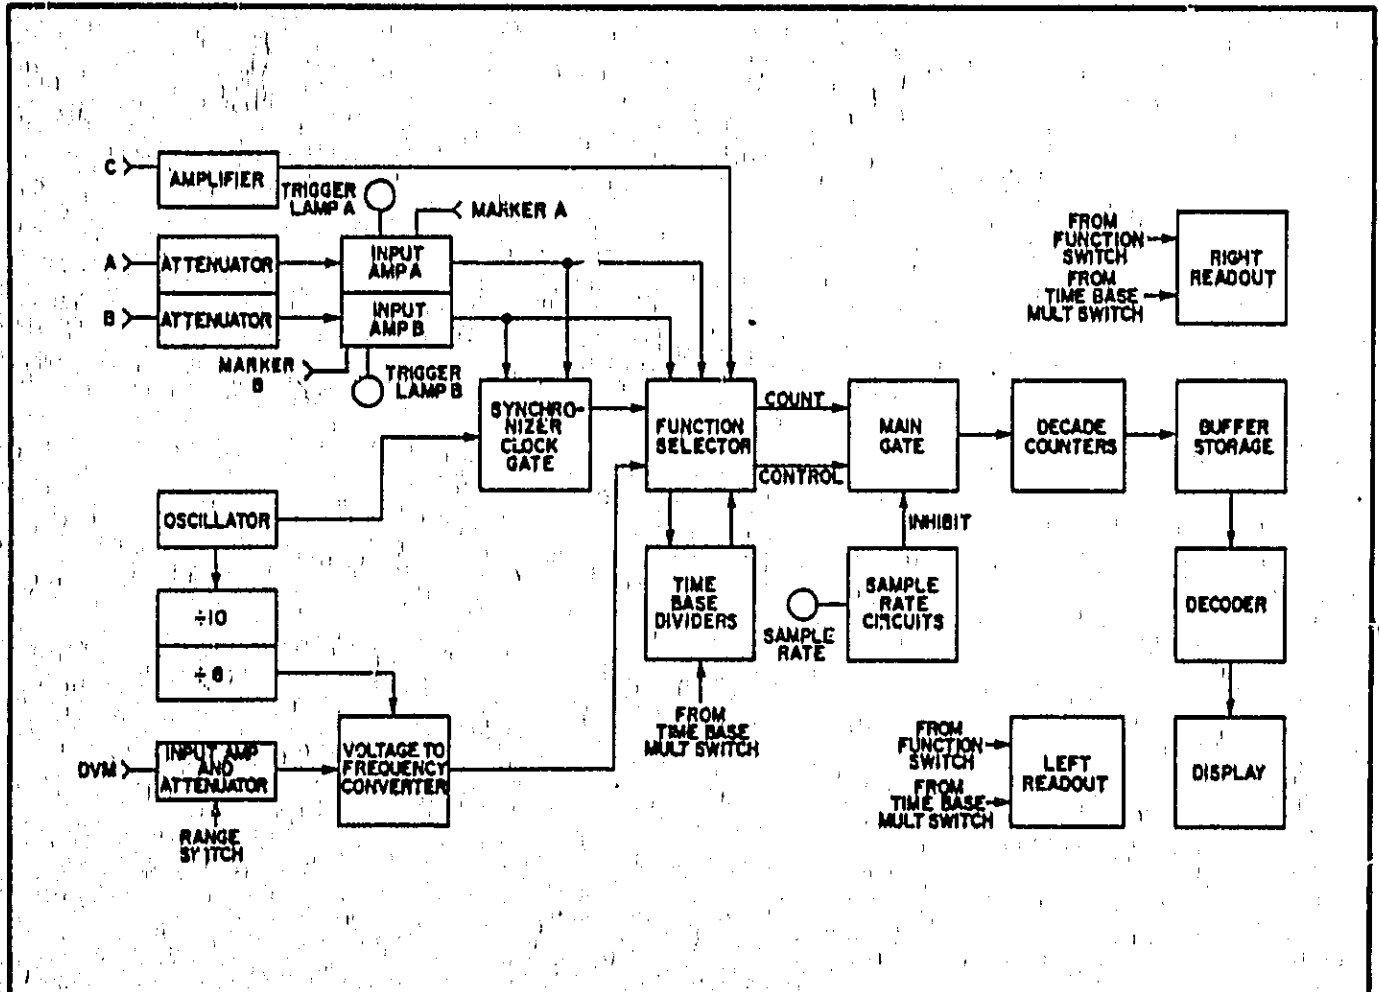 C
AMPLIFIER
TRIGGER
LAMP A
MARKER A
A
ATTENUATOR
INPUT
AMP A
B
ATTENUATOR
INPUT
AMP B
MARKER
B
TRIGGER
LAMP B
FROM
FUNCTION
SWITCH
FROM
TIME BASE
MULT SWITCH
RIGHT
READOUT
SYNCHRO-
NIZER
CLOCK
GATE
FUNCTION
SELECTOR
COUNT
CONTROL
MAIN
GATE
DECADE
COUNTERS
BUFFER
STORAGE
OSCILLATOR
INHIBIT
÷10
÷6
TIME
BASE
DIVIDERS
SAMPLE
RATE
SAMPLE
RATE
CIRCUITS
DECODER
FROM
TIME BASE
MULT SWITCH
DVM
INPUT AMP
AND
ATTENUATOR
RANGE
SWITCH
VOLTAGE TO
FREQUENCY
CONVERTER
FROM
FUNCTION
SWITCH
FROM
TIME BASE
MULT SWITCH
LEFT
READOUT
DISPLAY